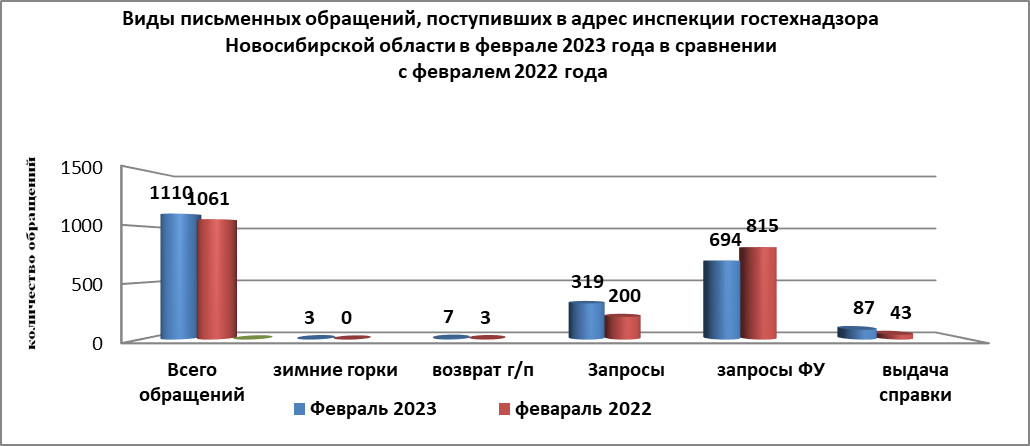 Виды письменных обращений, поступивших в адрес инспекции гостехнадзора
Новосибирской области в феврале 2023 года в сравнении
с февралем 2022 года
количество обращений
1500
1000
500
0
1110
1061
3
0
7
3
319
200
694
815
87
43
Всего
обращений
зимние горки
возврат г/п
Запросы
запросы ФУ
выдача
справки
Февраль 2023
февараль 2022